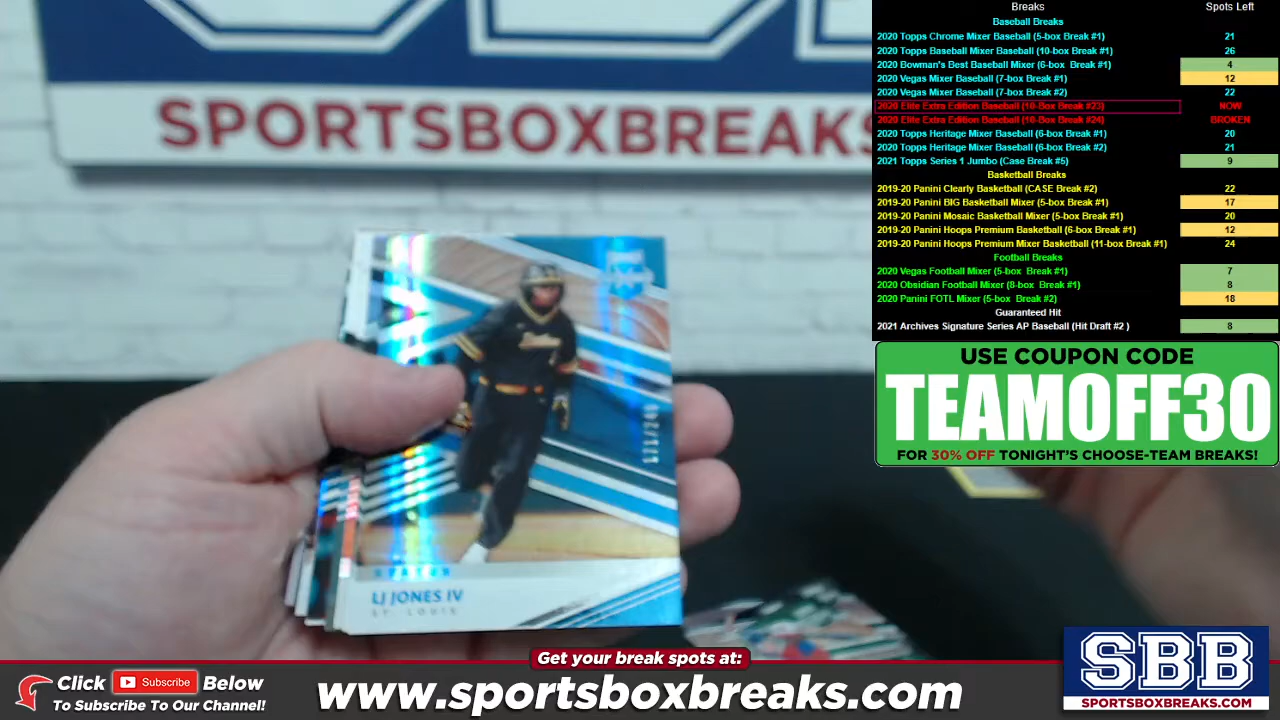 SPORTSBOXBREAKS
171/249
LJ JONES IV
ST. LOUIS
Breaks Spots Left
Baseball Breaks
2020 Topps Chrome Mixer Baseball (5-box Break #1) 21
2020 Topps Baseball Mixer Baseball (10-box Break #1) 26
2020 Bowman's Best Baseball Mixer (6-box Break #1) 4
2020 Vegas Mixer Baseball (7-box Break #1) 12
2020 Vegas Mixer Baseball (7-box Break #2) 22
2020 Elite Extra Edition Baseball (10-Box Break #23) NOW
2020 Elite Extra Edition Baseball (10-Box Break #24) BROKEN
2020 Topps Heritage Mixer Baseball (6-box Break #1) 20
2020 Topps Heritage Mixer Baseball (6-box Break #2) 21
2021 Topps Series 1 Jumbo (Case Break #5) 9
Basketball Breaks
2019-20 Panini Clearly Basketball (CASE Break #2) 22
2019-20 Panini BIG Basketball Mixer (5-box Break #1) 17
2019-20 Panini Mosaic Basketball Mixer (5-box Break #1) 20
2019-20 Panini Hoops Premium Basketball (6-box Break #1) 12
2019-20 Panini Hoops Premium Mixer Basketball (11-box Break #1) 24
Football Breaks
2020 Vegas Football Mixer (5-box Break #1) 7
2020 Obsidian Football Mixer (8-box Break #1) 8
2020 Panini FOTL Mixer (5-box Break #2) 18
Guaranteed Hit
2021 Archives Signature Series AP Baseball (Hit Draft #2 ) 8
USE COUPON CODE
TEAMOFF30
FOR 30% OFF TONIGHT'S CHOOSE-TEAM BREAKS!
Get your break spots at:
Click Subscribe Below
To Subscribe To Our Channel!
www.sportsboxbreaks.com
SBB
SPORTSBOXBREAKS.COM